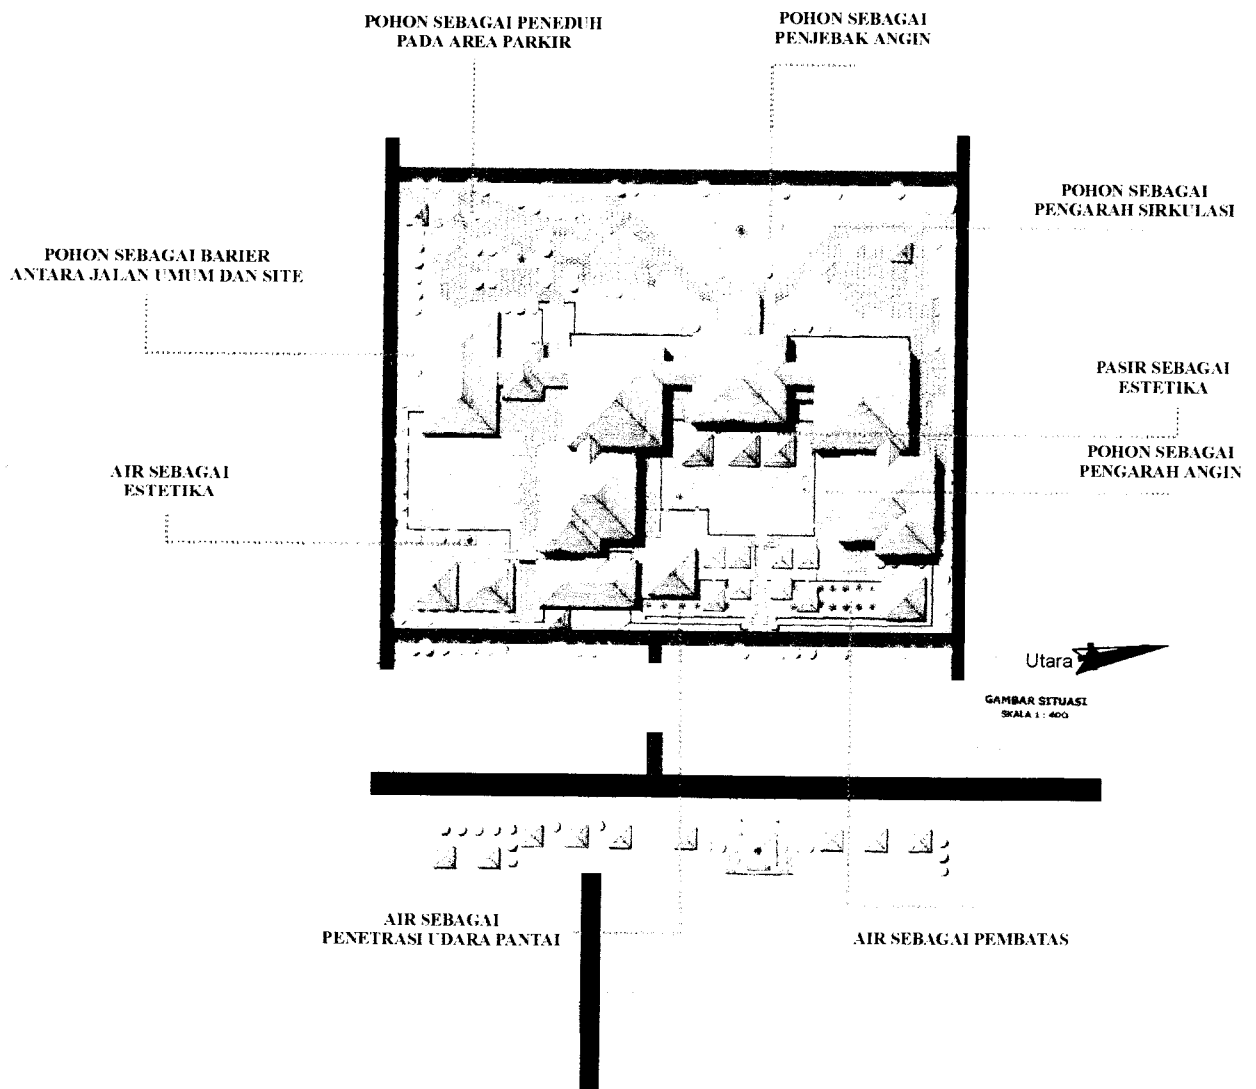 POHON SEBAGAI PENEDUH
PADA AREA PARKIR
POHON SEBAGAI
PENJEBAK ANGIN
POHON SEBAGAI
PENGARAH SIRKULASI
POHON SEBAGAI BARIER
ANTARA JALAN UMUM DAN SITE
PASIR SEBAGAI
ESTETIKA
POHON SEBAGAI
PENGARAH ANGIN
AIR SEBAGAI
ESTETIKA
Utara
GAMBAR SITUASI
SKALA 1 : 400
AIR SEBAGAI
PENETRASI UDARA PANTAI
AIR SEBAGAI PEMBATAS